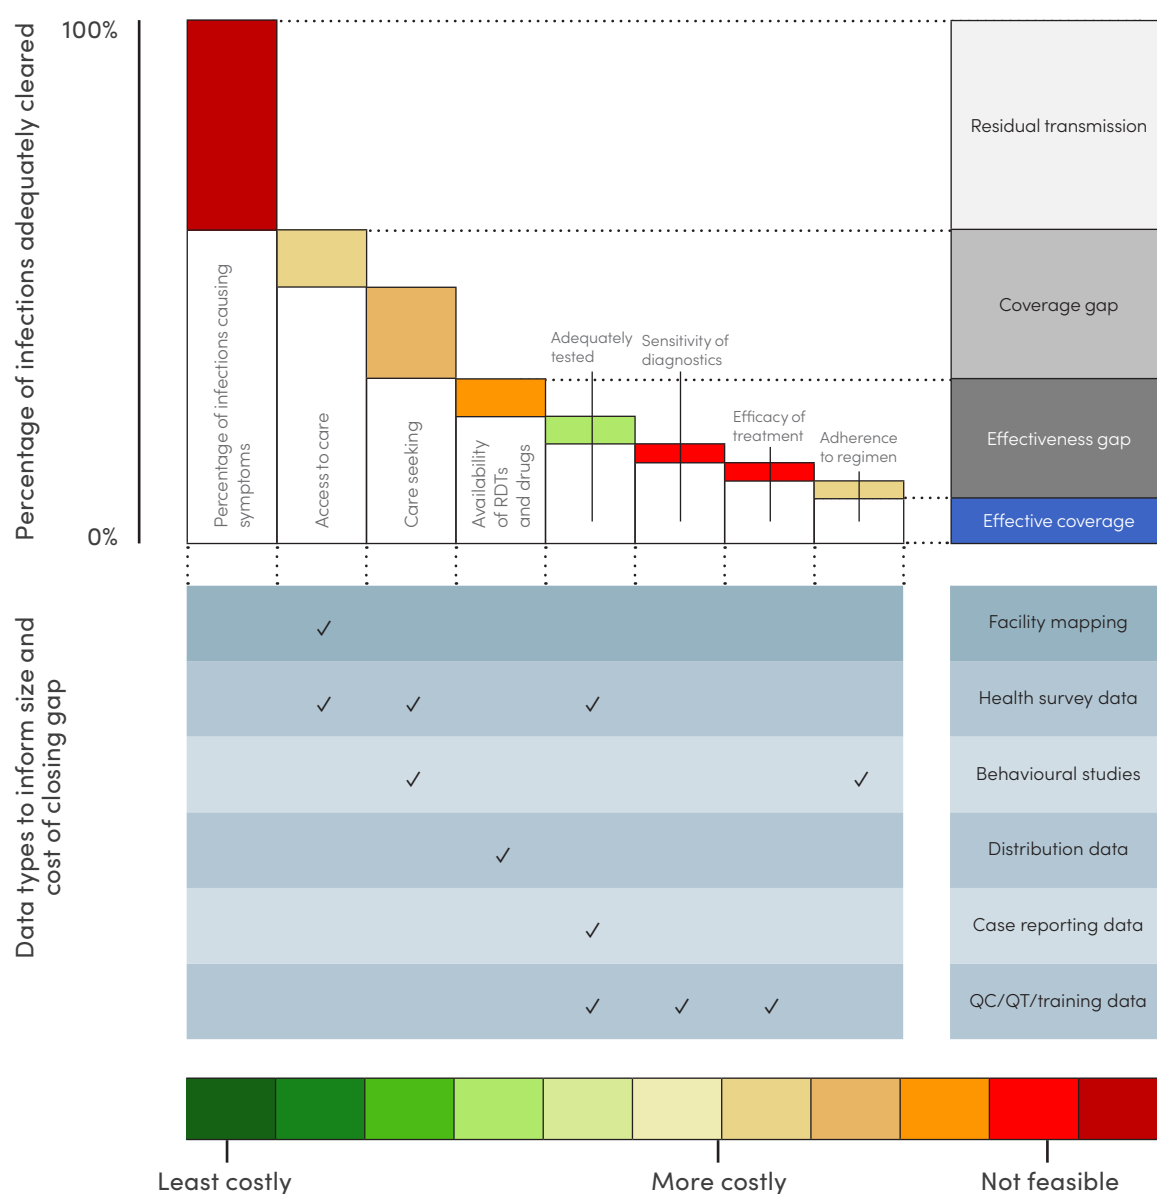 Percentage of infections adequately cleared
100%
0%
Percentage of infections causing
symptoms
Access to care
Care seeking
Availability
of RDTs
and drugs
Adequately
tested
Sensitivity of
diagnostics
Efficacy of
treatment
Adherence
to regimen
Residual transmission
Coverage gap
Effectiveness gap
Effective coverage
Data types to inform size and
cost of closing gap
✓
Facility mapping
✓ ✓ ✓
Health survey data
✓ ✓
Behavioural studies
✓
Distribution data
✓
Case reporting data
✓ ✓ ✓
QC/QT/training data
Least costly
More costly
Not feasible